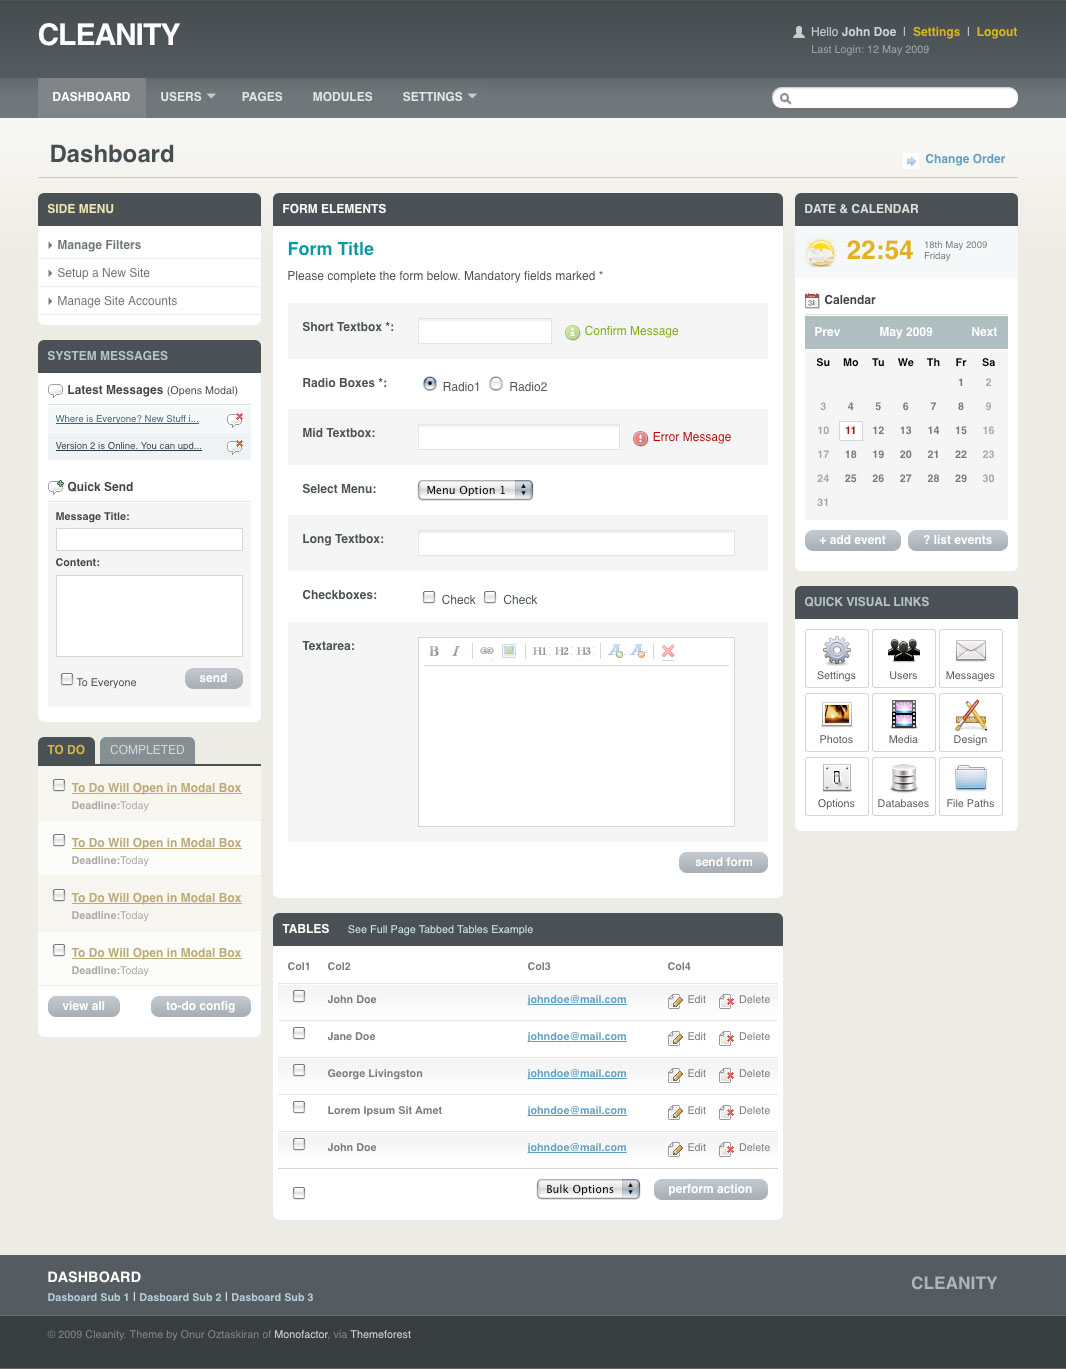 CLEANITY
Hello John Doe | Settings | Logout
Last Login: 12 May 2009
DASHBOARD USERS PAGES MODULES SETTINGS
Dashboard
Change Order
SIDE MENU
Manage Filters
Setup a New Site
Manage Site Accounts
SYSTEM MESSAGES
Latest Messages (Opens Modal)
Where is Everyone? New Stuff i...
Version 2 is Online. You can upd...
Quick Send
Message Title:
Content:
To Everyone
send
TO DO COMPLETED
To Do Will Open in Modal Box
Deadline:Today
To Do Will Open in Modal Box
Deadline:Today
To Do Will Open in Modal Box
Deadline:Today
To Do Will Open in Modal Box
Deadline:Today
view all to-do config
FORM ELEMENTS
Form Title
Please complete the form below. Mandatory fields marked *
Short Textbox *: Confirm Message
Radio Boxes *: Radio1 Radio2
Mid Textbox: Error Message
Select Menu: Menu Option 1
Long Textbox:
Checkboxes: Check Check
Textarea: B I H1 H2 H3
send form
TABLES See Full Page Tabbed Tables Example
Col1 Col2 Col3 Col4
John Doe johndoe@mail.com Edit Delete
Jane Doe johndoe@mail.com Edit Delete
George Livingston johndoe@mail.com Edit Delete
Lorem Ipsum Sit Amet johndoe@mail.com Edit Delete
John Doe johndoe@mail.com Edit Delete
Bulk Options perform action
DATE & CALENDAR
22:54
18th May 2009
Friday
31 Calendar
Prev May 2009 Next
Su Mo Tu We Th Fr Sa
1 2
3 4 5 6 7 8 9
10 11 12 13 14 15 16
17 18 19 20 21 22 23
24 25 26 27 28 29 30
31
+ add event ? list events
QUICK VISUAL LINKS
Settings Users Messages
Photos Media Design
Options Databases File Paths
DASHBOARD
Dasboard Sub 1 | Dasboard Sub 2 | Dasboard Sub 3
CLEANITY
© 2009 Cleanity. Theme by Onur Oztaskiran of Monofactor, via Themeforest